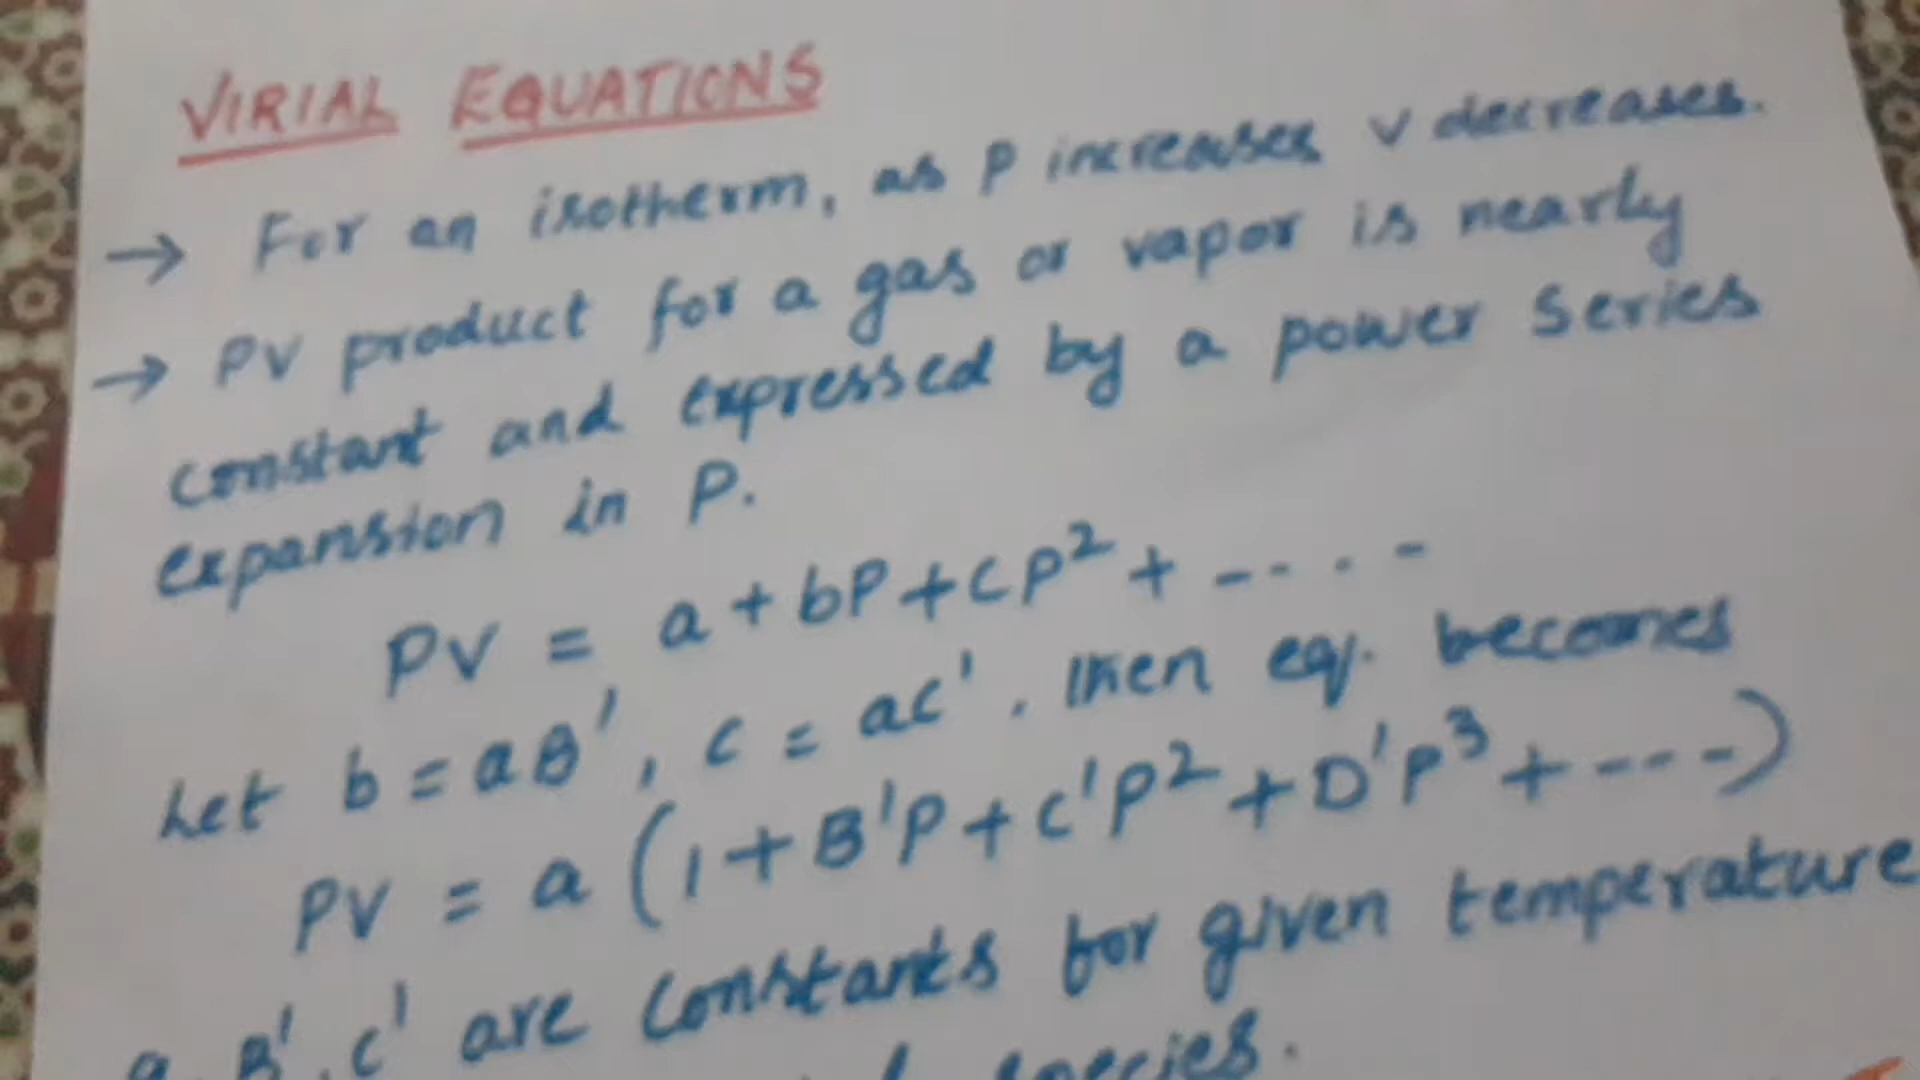 VIRIAL EQUATIONS
→ For an isotherm, as P increases V decreases.
→ PV product for a gas or vapor is nearly
constant and expressed by a power series
expansion in P.
PV = a + bP + CP² + - - . . -
Let b = aB', c = ac'. then eq. becomes
PV = a (1 + B'P + C'P² + D'P³ + - - - -)
a, B', C' are constants for given temperature
species.